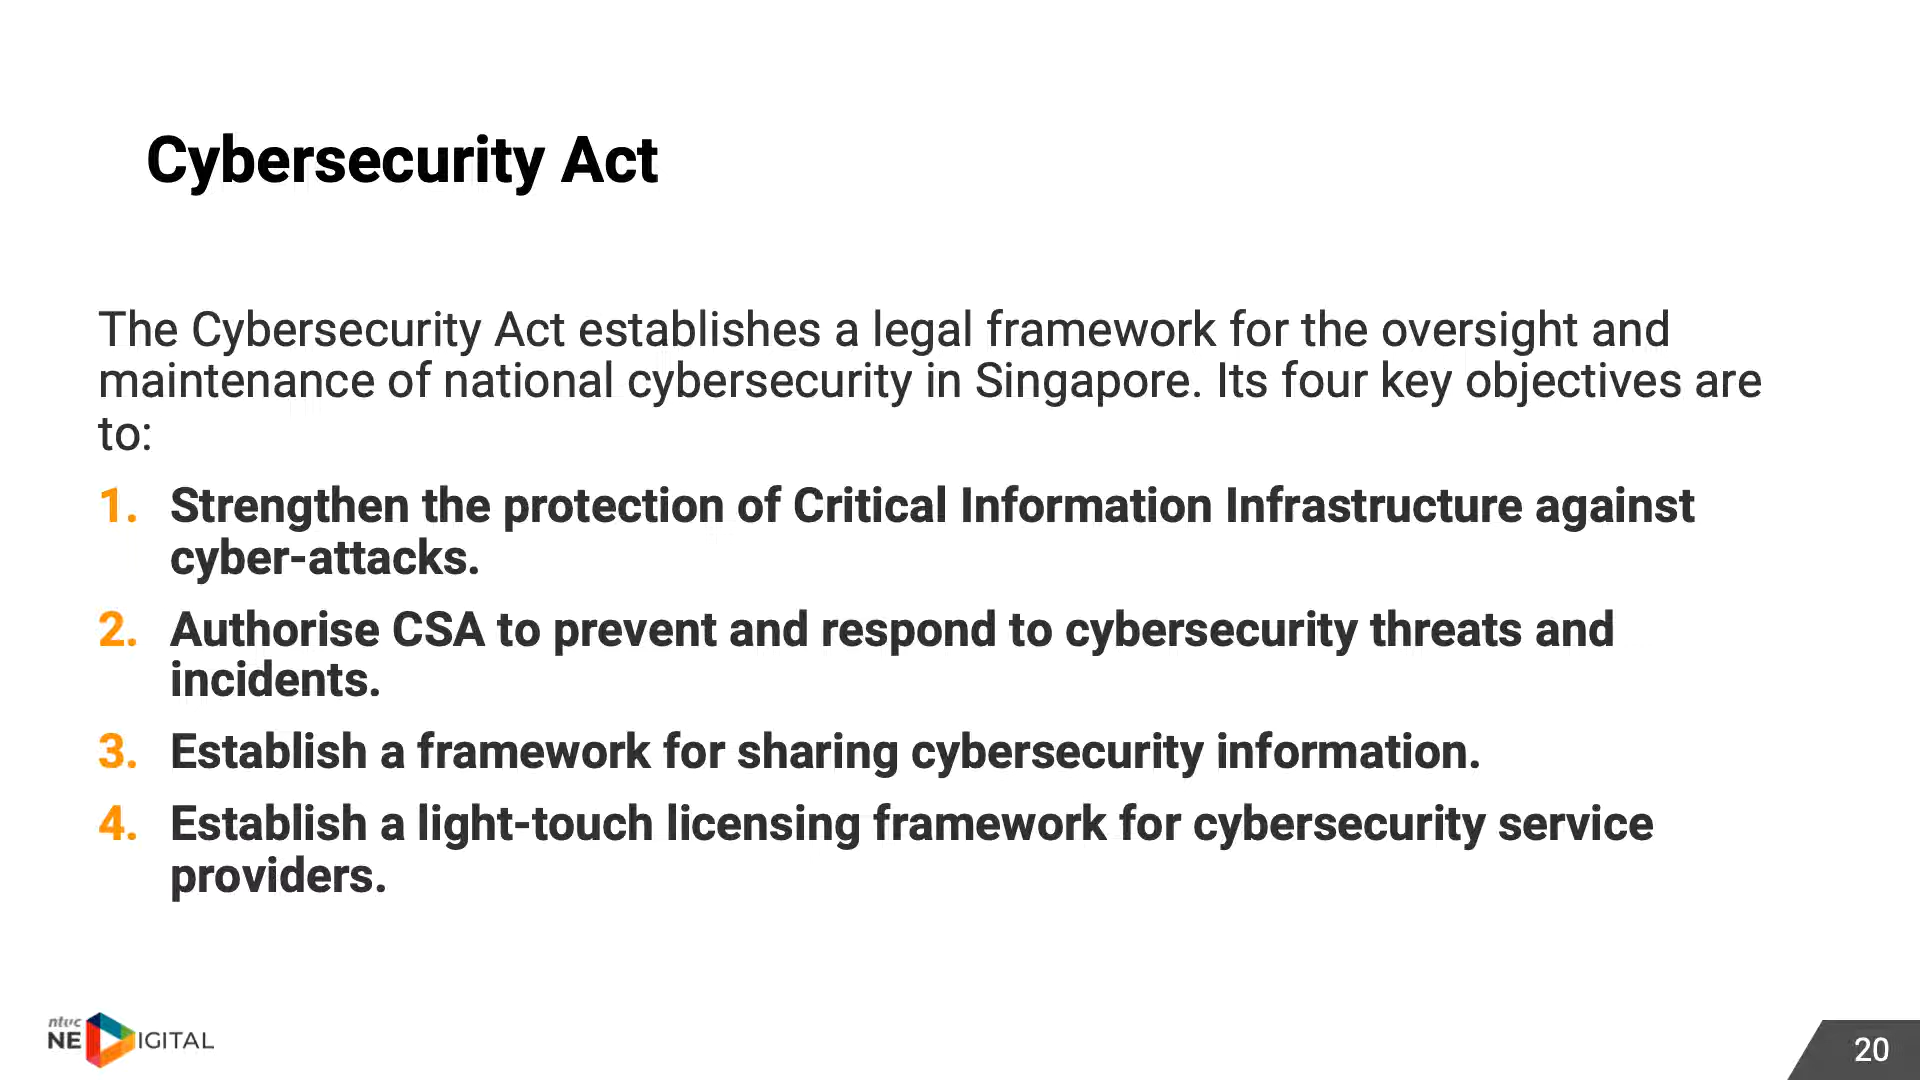 Cybersecurity Act
The Cybersecurity Act establishes a legal framework for the oversight and
maintenance of national cybersecurity in Singapore. Its four key objectives are
to:
1. Strengthen the protection of Critical Information Infrastructure against
cyber-attacks.
2. Authorise CSA to prevent and respond to cybersecurity threats and
incidents.
3. Establish a framework for sharing cybersecurity information.
4. Establish a light-touch licensing framework for cybersecurity service
providers.
ntuc
NE IGITAL
20